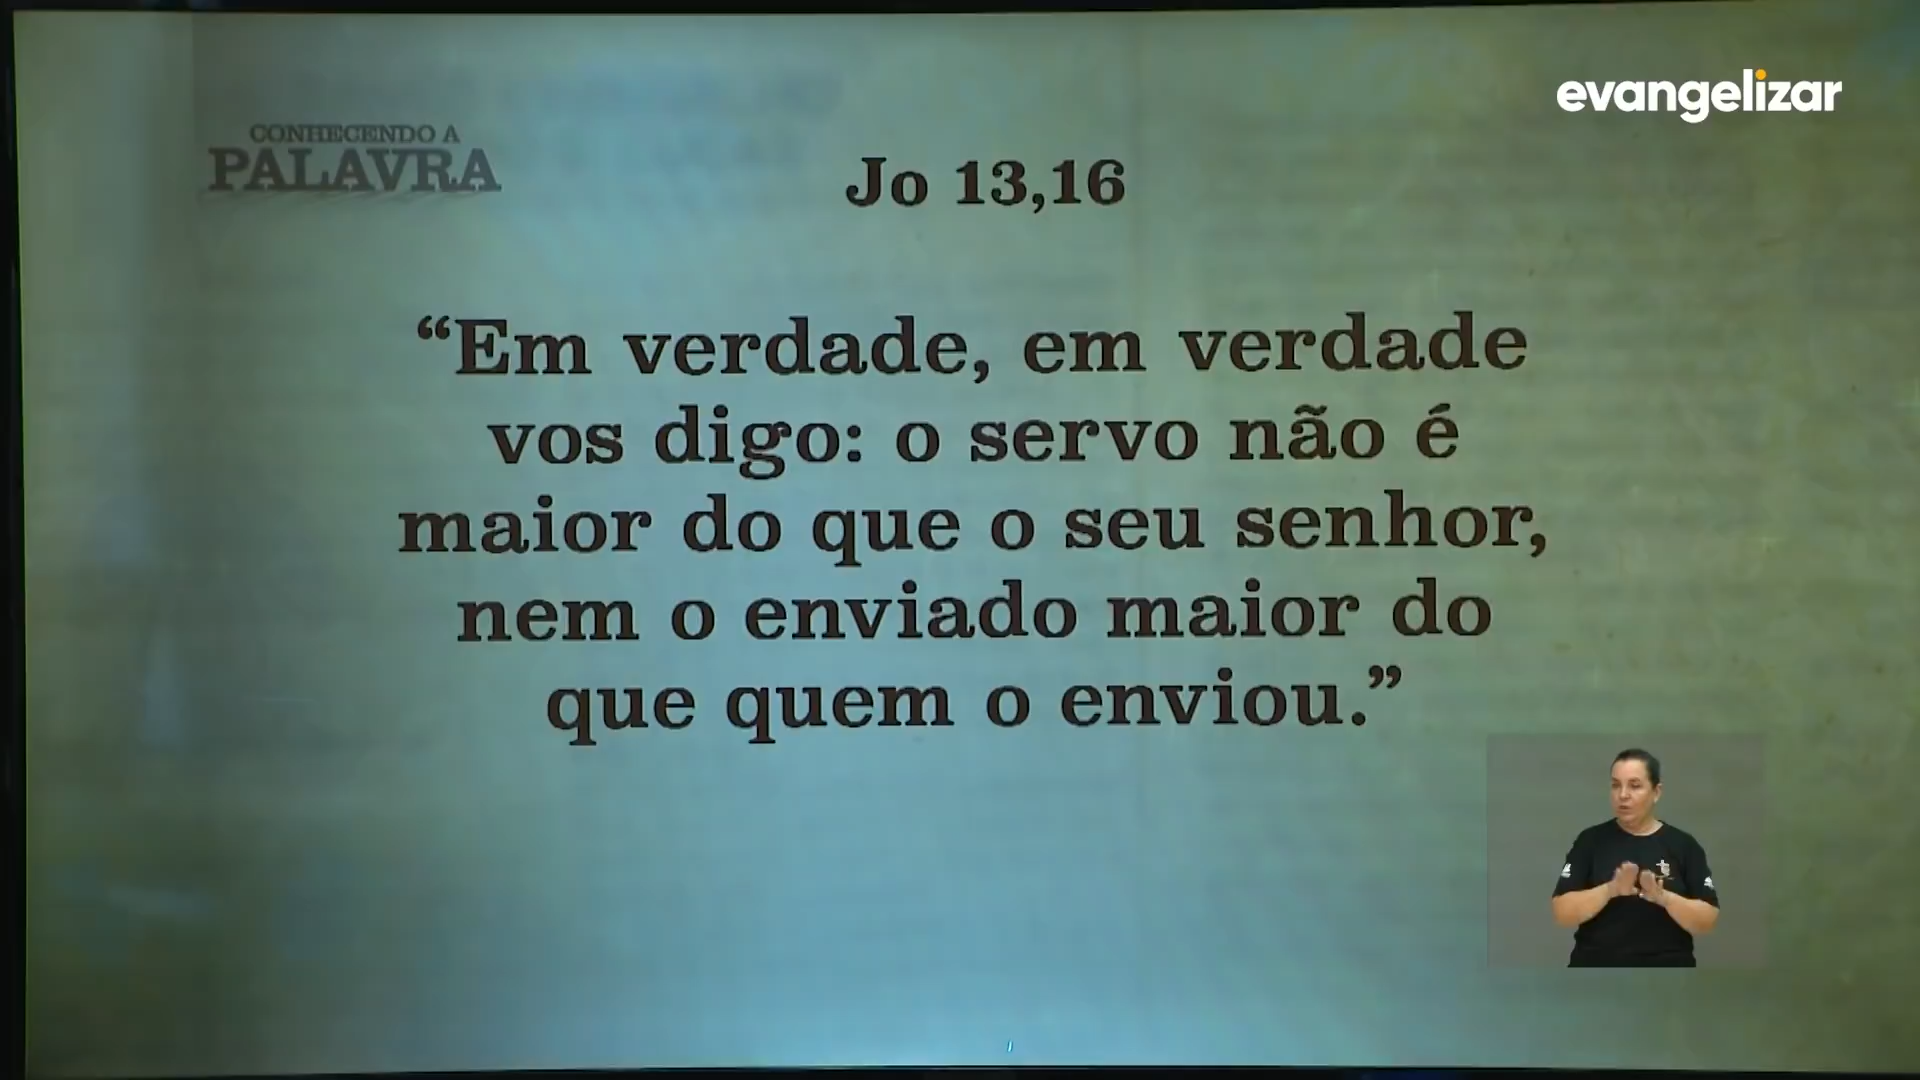 evangelizar
CONHECENDO A
PALAVRA
Jo 13,16
“Em verdade, em verdade
vos digo: o servo não é
maior do que o seu senhor,
nem o enviado maior do
que quem o enviou.”